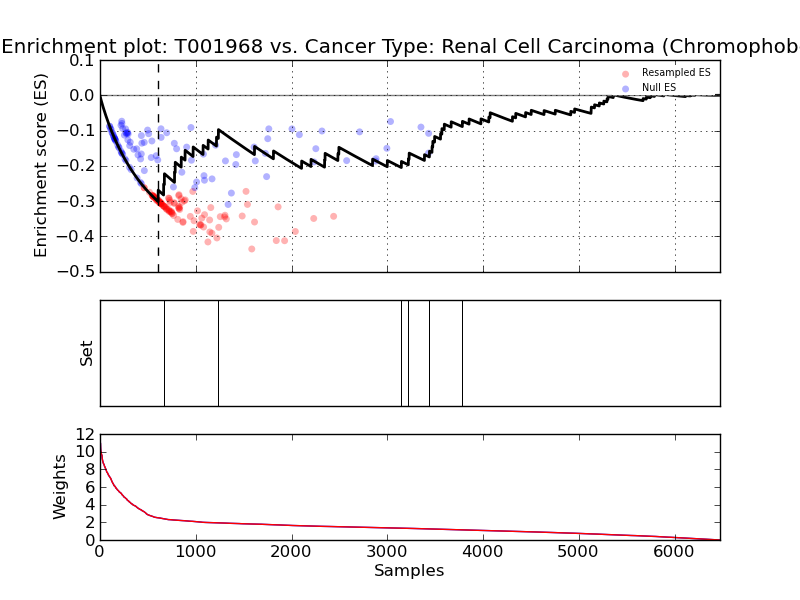 Enrichment plot: T001968 vs. Cancer Type: Renal Cell Carcinoma (Chromophob
0.1
0.0
−0.1
−0.2
−0.3
−0.4
−0.5
Enrichment score (ES)
Resampled ES
Null ES
Set
12
10
8
6
4
2
0
Weights
0 1000 2000 3000 4000 5000 6000
Samples